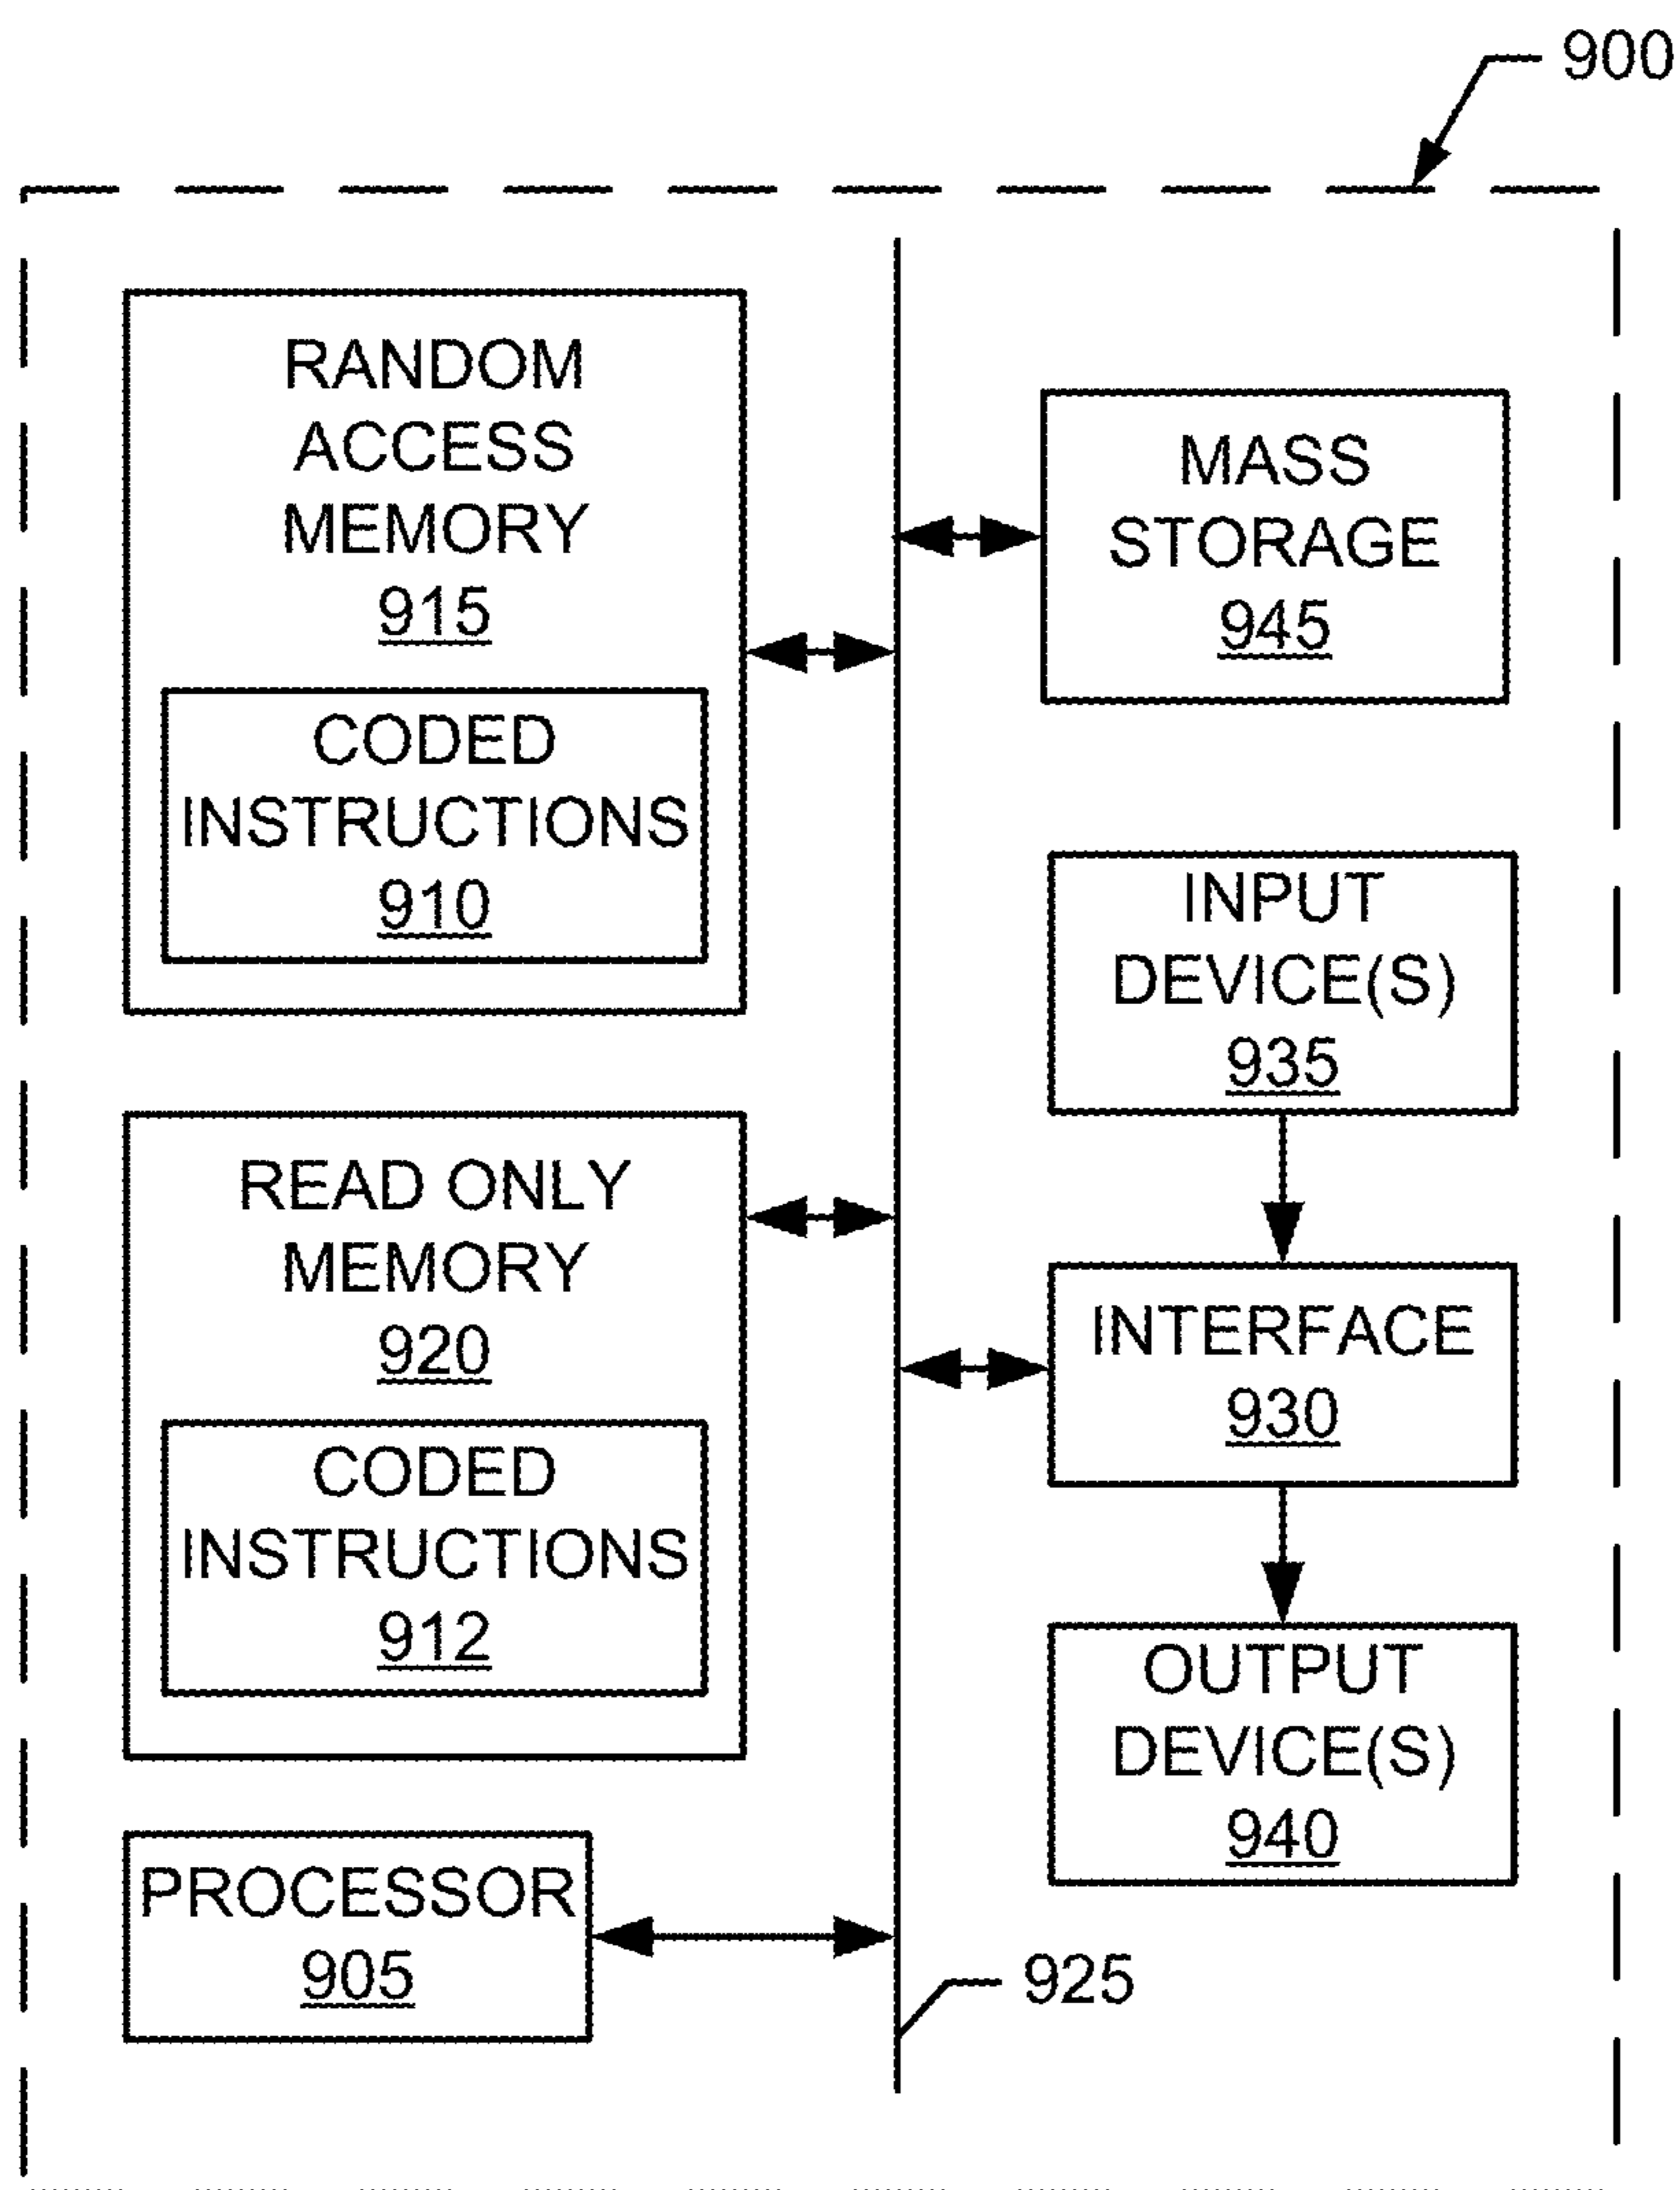 900
RANDOM
ACCESS
MEMORY
915
CODED
INSTRUCTIONS
910
MASS
STORAGE
945
INPUT
DEVICE(S)
935
READ ONLY
MEMORY
920
CODED
INSTRUCTIONS
912
INTERFACE
930
OUTPUT
DEVICE(S)
940
PROCESSOR
905
925